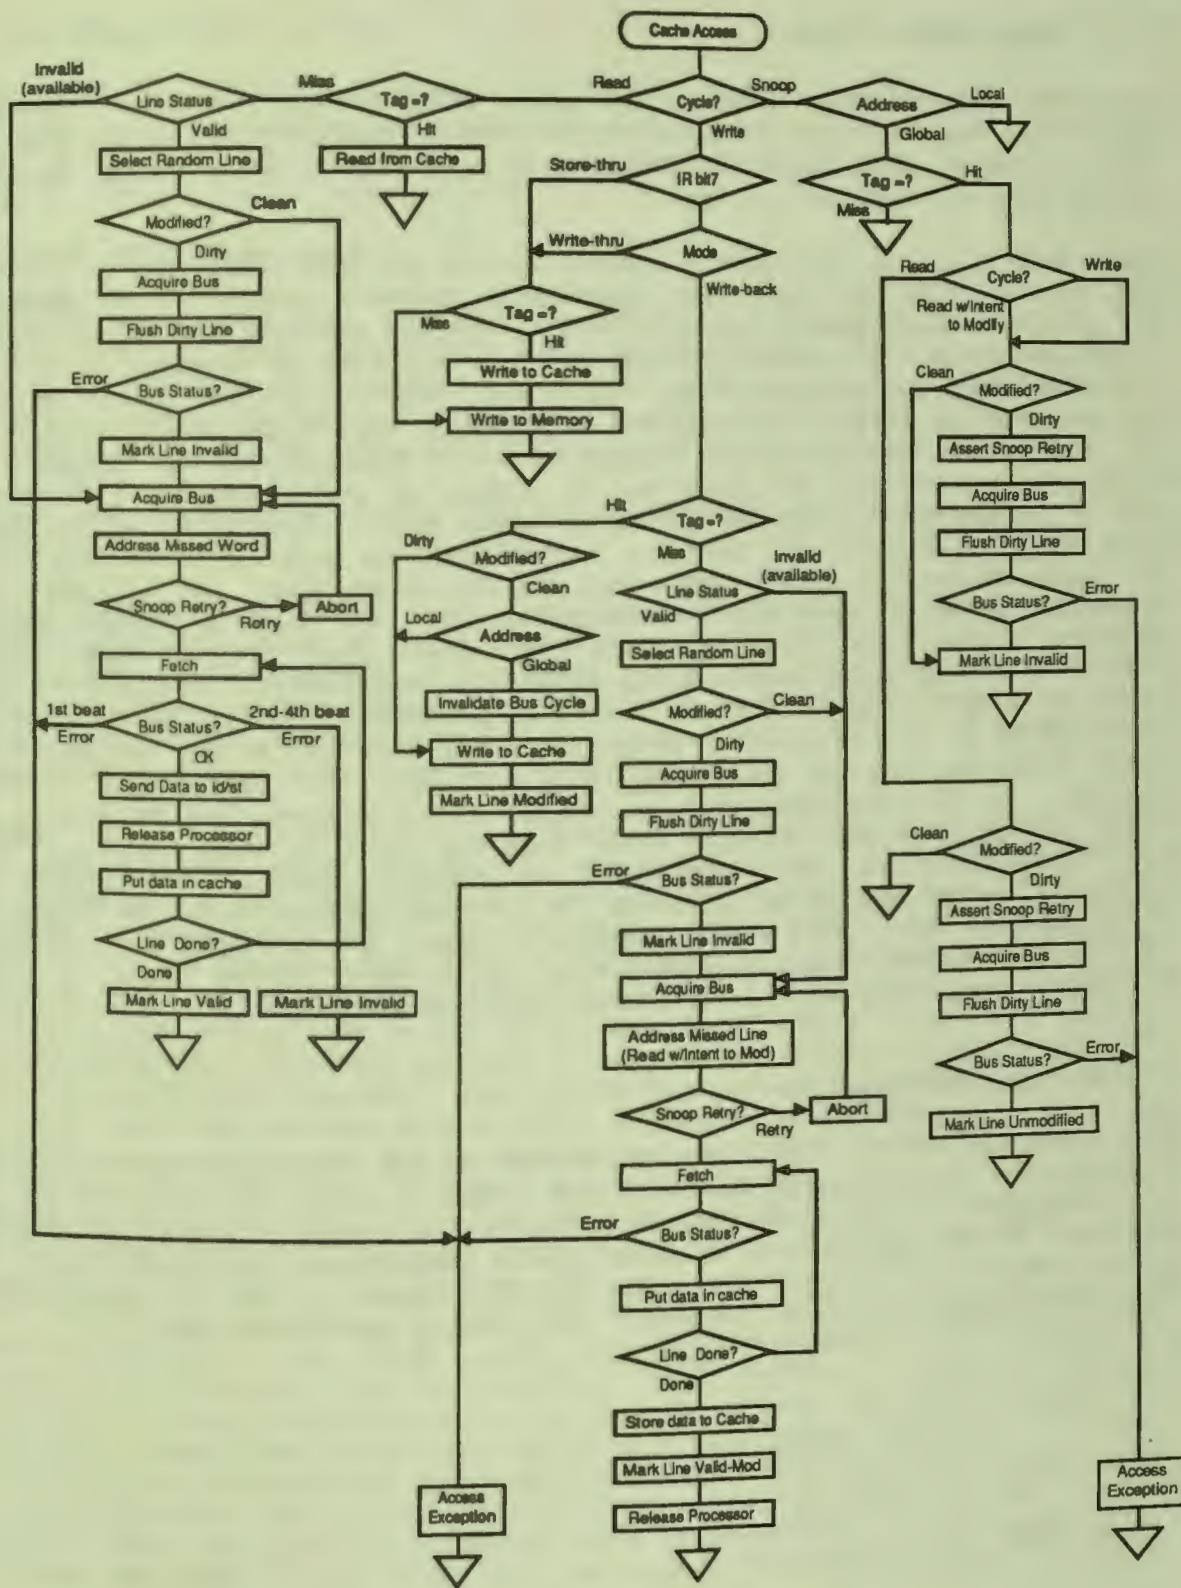 Cache Access
Cycle?
Read
Snoop
Write
Tag =?
Miss
Hit
Read from Cache
Line Status
Invalid
(available)
Valid
Select Random Line
Modified?
Clean
Dirty
Acquire Bus
Flush Dirty Line
Bus Status?
Error
Mark Line Invalid
Acquire Bus
Address Missed Word
Snoop Retry?
Retry
Abort
Fetch
Bus Status?
1st beat
Error
2nd-4th beat
Error
OK
Send Data to ld/st
Release Processor
Put data in cache
Line Done?
Done
Mark Line Valid
Mark Line Invalid
IR bit?
Store-thru
Mode
Write-thru
Write-back
Tag =?
Miss
Hit
Write to Cache
Write to Memory
Tag =?
Hit
Miss
Modified?
Dirty
Clean
Address
Local
Global
Invalidate Bus Cycle
Write to Cache
Mark Line Modified
Line Status
Invalid
(available)
Valid
Select Random Line
Modified?
Clean
Dirty
Acquire Bus
Flush Dirty Line
Bus Status?
Error
Mark Line Invalid
Acquire Bus
Address Missed Line
(Read w/Intent to Mod)
Snoop Retry?
Retry
Abort
Fetch
Bus Status?
Error
Put data in cache
Line Done?
Done
Store data to Cache
Mark Line Valid-Mod
Release Processor
Access
Exception
Address
Local
Global
Tag =?
Hit
Miss
Cycle?
Read
Write
Read w/Intent
to Modify
Modified?
Clean
Dirty
Assert Snoop Retry
Acquire Bus
Flush Dirty Line
Bus Status?
Error
Mark Line Invalid
Modified?
Clean
Dirty
Assert Snoop Retry
Acquire Bus
Flush Dirty Line
Bus Status?
Error
Mark Line Unmodified
Access
Exception